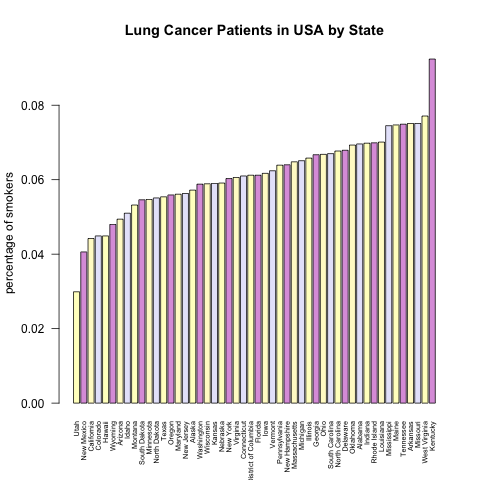 Lung Cancer Patients in USA by State
percentage of smokers
0.08
0.06
0.04
0.02
0.00
Utah
New Mexico
California
Colorado
Hawaii
Wyoming
Arizona
Idaho
Montana
South Dakota
Minnesota
North Dakota
Texas
Oregon
Maryland
New Jersey
Alaska
Washington
Wisconsin
Kansas
Nebraska
New York
Virginia
Connecticut
istrict of Columbia
Florida
Iowa
Vermont
Pennsylvania
New Hampshire
Massachusetts
Michigan
Illinois
Georgia
Ohio
South Carolina
North Carolina
Delaware
Oklahoma
Alabama
Indiana
Rhode Island
Louisiana
Mississippi
Maine
Tennessee
Arkansas
Missouri
West Virginia
Kentucky